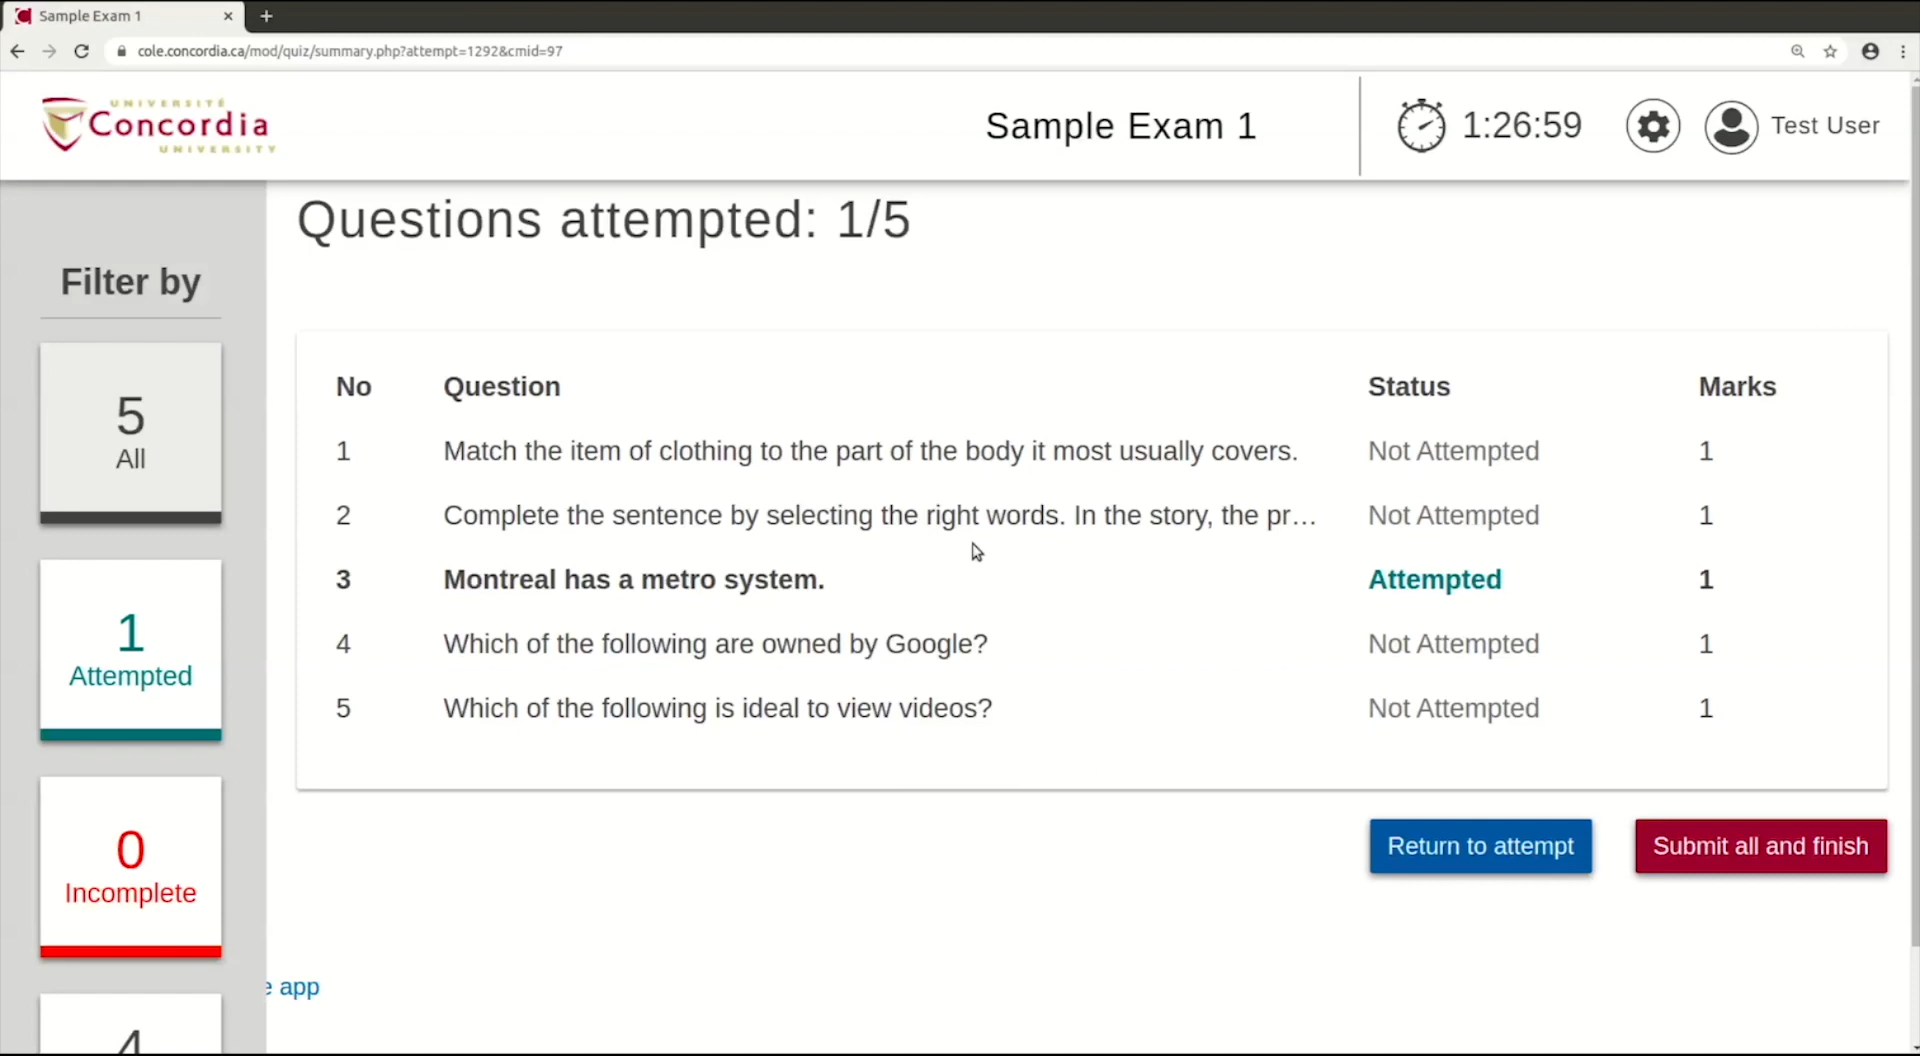 Sample Exam 1
cole.concordia.ca/mod/quiz/summary.php?attempt=1292&cmid=97
UNIVERSITÉ
Concordia
UNIVERSITY
Sample Exam 1
1:26:59
Test User
Questions attempted: 1/5
Filter by
5
All
1
Attempted
0
Incomplete
4
No Question Status Marks
1 Match the item of clothing to the part of the body it most usually covers. Not Attempted 1
2 Complete the sentence by selecting the right words. In the story, the pr... Not Attempted 1
3 Montreal has a metro system. Attempted 1
4 Which of the following are owned by Google? Not Attempted 1
5 Which of the following is ideal to view videos? Not Attempted 1
Return to attempt
Submit all and finish
e app